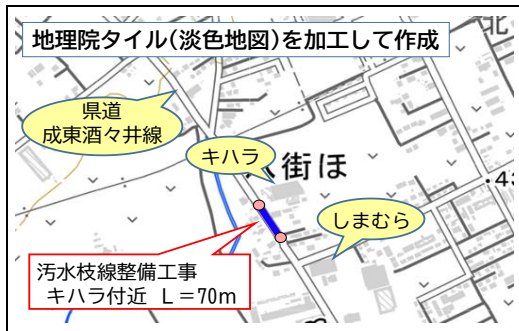 地理院タイル(淡色地図)を加工して作成
北
県道
成東酒々井線
キハラ
街ほ
・43
しまむら
汚水枝線整備工事
キハラ付近 L=70m